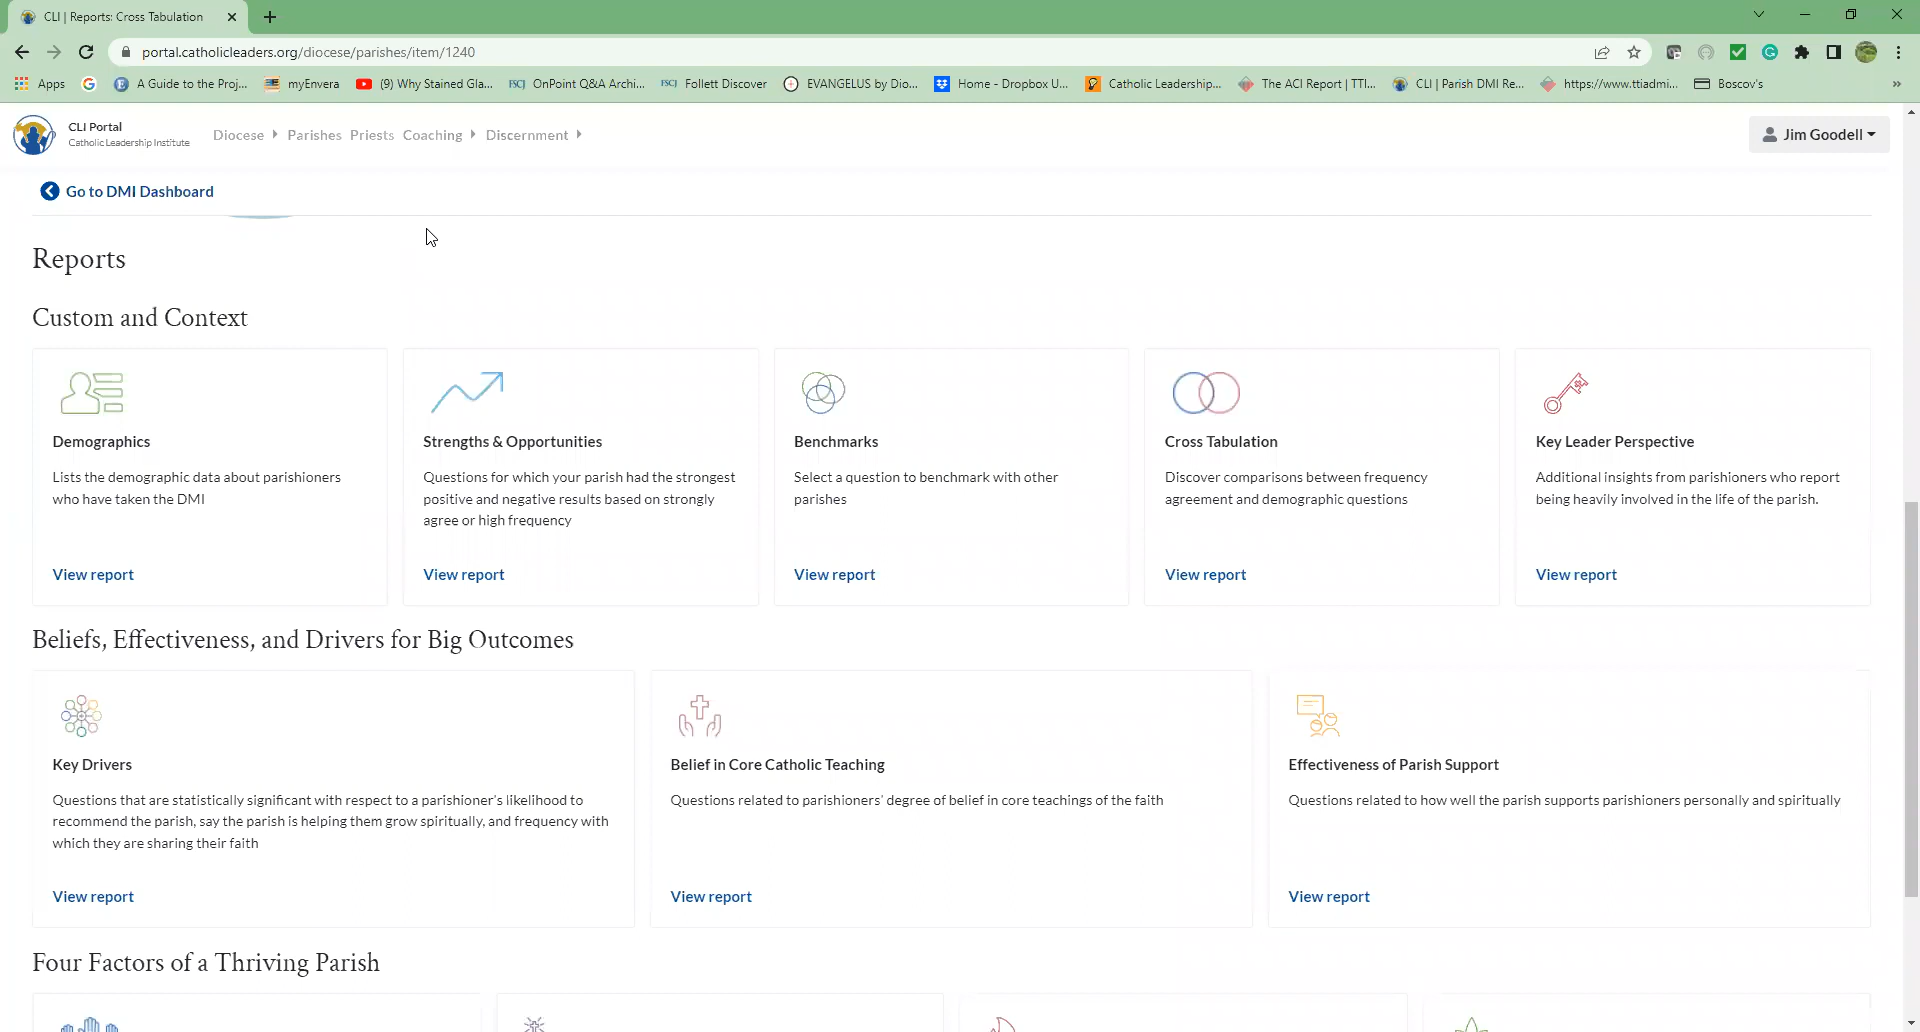 CLI | Reports: Cross Tabulation
portal.catholicleaders.org/diocese/parishes/item/1240
Apps
A Guide to the Proj...
myEnvera
(9) Why Stained Gla...
FSCJ OnPoint Q&A Archi...
FSCJ Follett Discover
EVANGELUS by Dio...
Home - Dropbox U...
Catholic Leadership...
The ACI Report | TTI...
CLI | Parish DMI Re...
https://www.ttiadmi...
Boscov's
CLI Portal
Catholic Leadership Institute
Diocese
Parishes
Priests
Coaching
Discernment
Jim Goodell
Go to DMI Dashboard
Reports
Custom and Context
Demographics
Lists the demographic data about parishioners
who have taken the DMI
View report
Strengths & Opportunities
Questions for which your parish had the strongest
positive and negative results based on strongly
agree or high frequency
View report
Benchmarks
Select a question to benchmark with other
parishes
View report
Cross Tabulation
Discover comparisons between frequency
agreement and demographic questions
View report
Key Leader Perspective
Additional insights from parishioners who report
being heavily involved in the life of the parish.
View report
Beliefs, Effectiveness, and Drivers for Big Outcomes
Key Drivers
Questions that are statistically significant with respect to a parishioner's likelihood to
recommend the parish, say the parish is helping them grow spiritually, and frequency with
which they are sharing their faith
View report
Belief in Core Catholic Teaching
Questions related to parishioners' degree of belief in core teachings of the faith
View report
Effectiveness of Parish Support
Questions related to how well the parish supports parishioners personally and spiritually
View report
Four Factors of a Thriving Parish